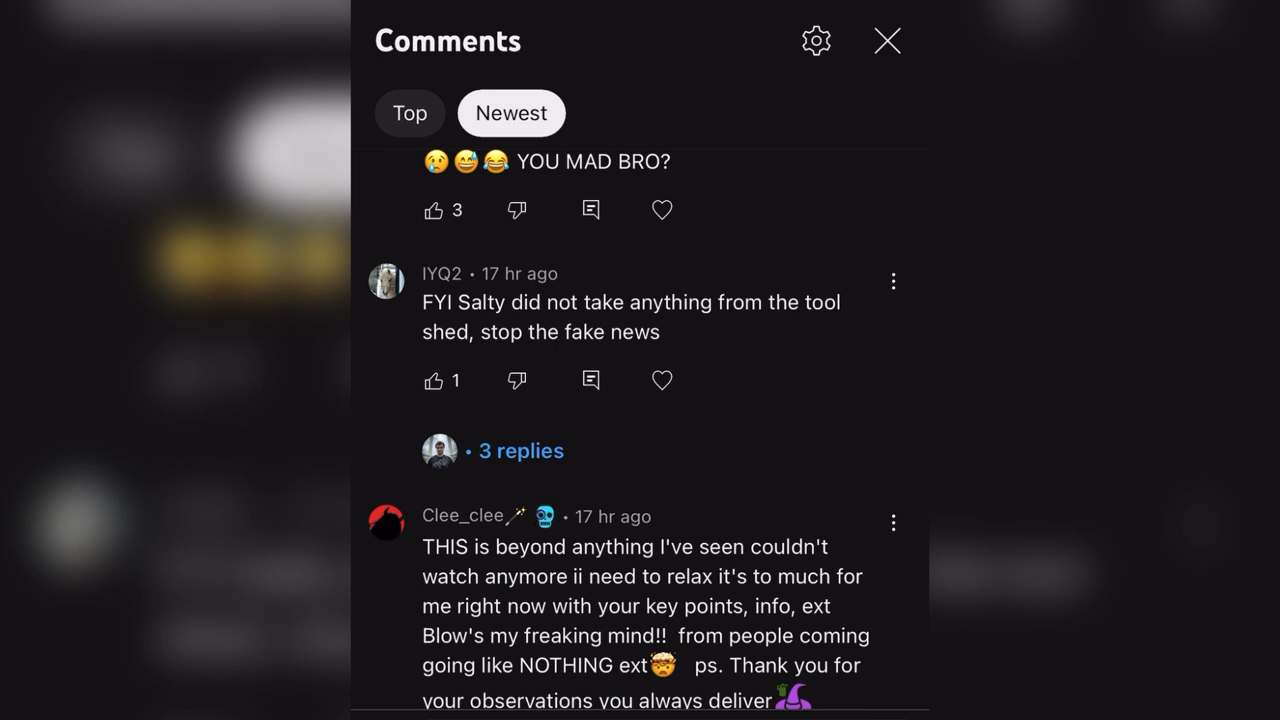 Comments
Top
Newest
😢😅😂 YOU MAD BRO?
3
IYQ2 • 17 hr ago
FYI Salty did not take anything from the tool
shed, stop the fake news
1
• 3 replies
Clee_clee🪄 💀 • 17 hr ago
THIS is beyond anything I've seen couldn't
watch anymore ii need to relax it's to much for
me right now with your key points, info, ext
Blow's my freaking mind!!  from people coming
going like NOTHING ext🤯  ps. Thank you for
your observations you always deliver